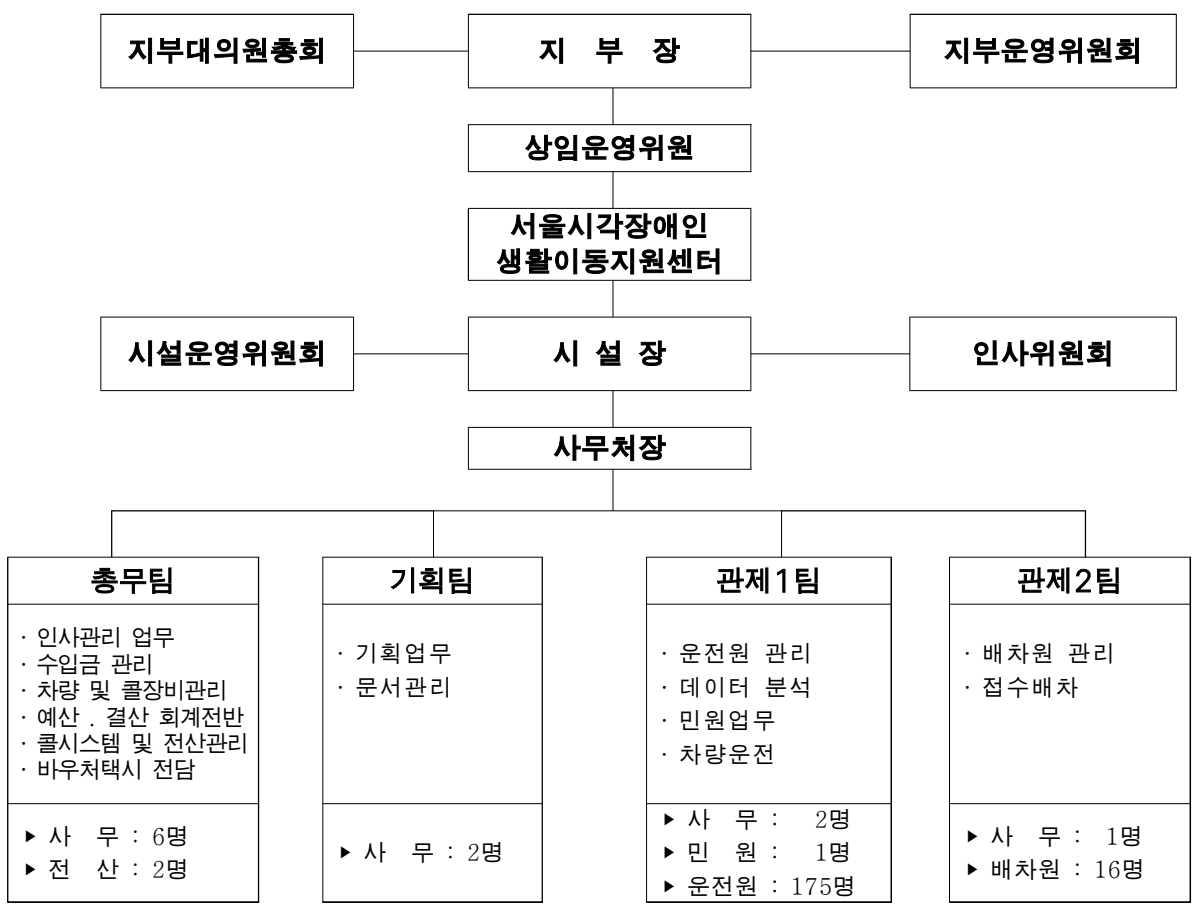 지부대의원총회
지 부 장
지부운영위원회
상임운영위원
서울시각장애인
생활이동지원센터
시설운영위원회
시 설 장
인사위원회
사무처장
총무팀
· 인사관리 업무
· 수입금 관리
· 차량 및 콜장비관리
· 예산 . 결산 회계전반
· 콜시스템 및 전산관리
· 바우처택시 전담
▶ 사 무 : 6명
▶ 전 산 : 2명
기획팀
· 기획업무
· 문서관리
▶ 사 무 : 2명
관제1팀
· 운전원 관리
· 데이터 분석
· 민원업무
· 차량운전
▶ 사 무 : 2명
▶ 민 원 : 1명
▶ 운전원 : 175명
관제2팀
· 배차원 관리
· 접수배차
▶ 사 무 : 1명
▶ 배차원 : 16명